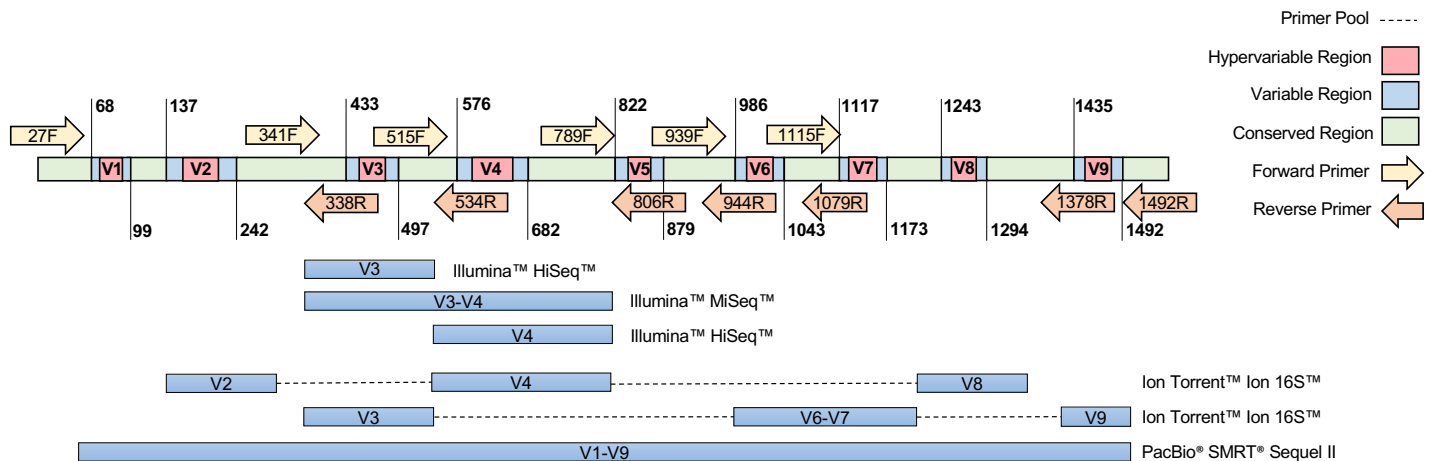 Primer Pool
Hypervariable Region
Variable Region
Conserved Region
Forward Primer
Reverse Primer
68 137 433 576 822 986 1117 1243 1435
27F 341F 515F 789F 939F 1115F
V1 V2 V3 V4 V5 V6 V7 V8 V9
338R 534R 806R 944R 1079R 1378R 1492R
99 242 497 682 879 1043 1173 1294 1492
V3 Illumina™ HiSeq™
V3-V4 Illumina™ MiSeq™
V4 Illumina™ HiSeq™
V2 V4 V8 Ion Torrent™ Ion 16S™
V3 V6-V7 V9 Ion Torrent™ Ion 16S™
V1-V9 PacBio® SMRT® Sequel II